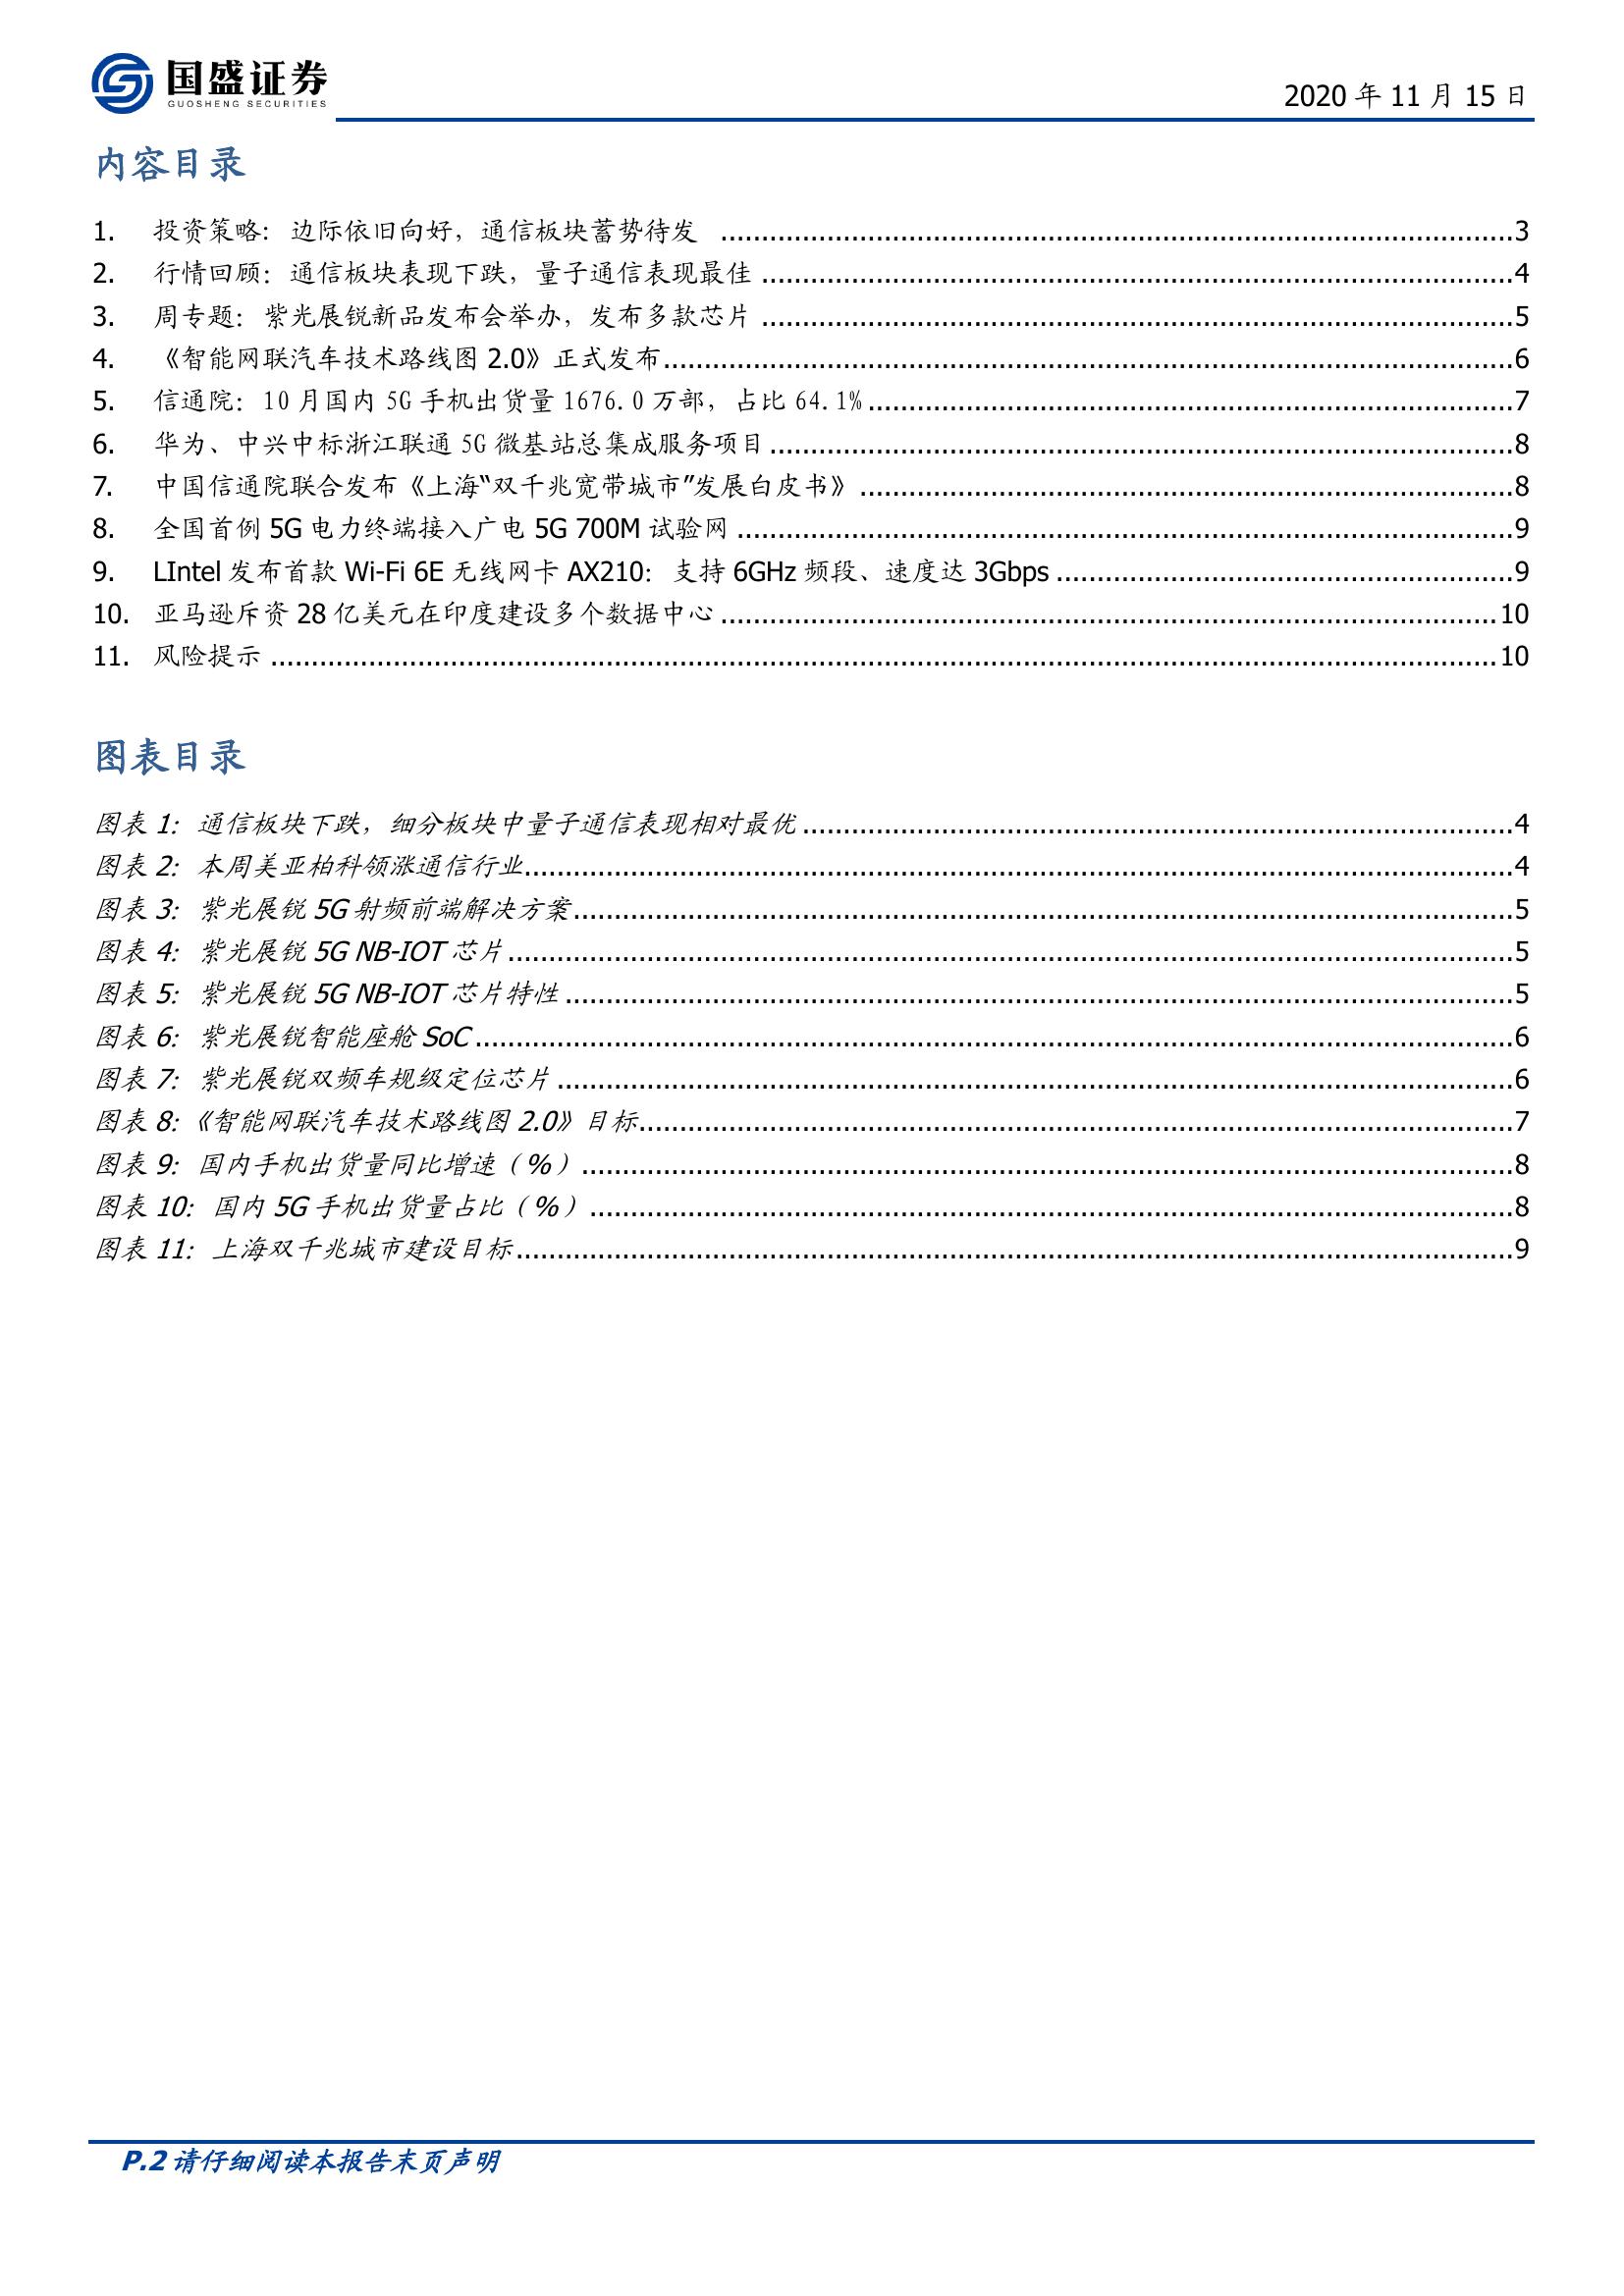 国盛证券
GUOSHENG SECURITIES
2020 年 11 月 15 日
内容目录
1. 投资策略：边际依旧向好，通信板块蓄势待发 ........ 3
2. 行情回顾：通信板块表现下跌，量子通信表现最佳 ........ 4
3. 周专题：紫光展锐新品发布会举办，发布多款芯片 ........ 5
4. 《智能网联汽车技术路线图 2.0》正式发布 ........ 6
5. 信通院：10 月国内 5G 手机出货量 1676.0 万部，占比 64.1% ........ 7
6. 华为、中兴中标浙江联通 5G 微基站总集成服务项目 ........ 8
7. 中国信通院联合发布《上海“双千兆宽带城市”发展白皮书》 ........ 8
8. 全国首例 5G 电力终端接入广电 5G 700M 试验网 ........ 9
9. LIntel 发布首款 Wi-Fi 6E 无线网卡 AX210：支持 6GHz 频段、速度达 3Gbps ........ 9
10. 亚马逊斥资 28 亿美元在印度建设多个数据中心 ........ 10
11. 风险提示 ........ 10
图表目录
图表 1：通信板块下跌，细分板块中量子通信表现相对最优 ........ 4
图表 2：本周美亚柏科领涨通信行业 ........ 4
图表 3：紫光展锐 5G 射频前端解决方案 ........ 5
图表 4：紫光展锐 5G NB-IOT 芯片 ........ 5
图表 5：紫光展锐 5G NB-IOT 芯片特性 ........ 5
图表 6：紫光展锐智能座舱 SoC ........ 6
图表 7：紫光展锐双频车规级定位芯片 ........ 6
图表 8：《智能网联汽车技术路线图 2.0》目标 ........ 7
图表 9：国内手机出货量同比增速（%） ........ 8
图表 10：国内 5G 手机出货量占比（%） ........ 8
图表 11：上海双千兆城市建设目标 ........ 9
P.2 请仔细阅读本报告末页声明